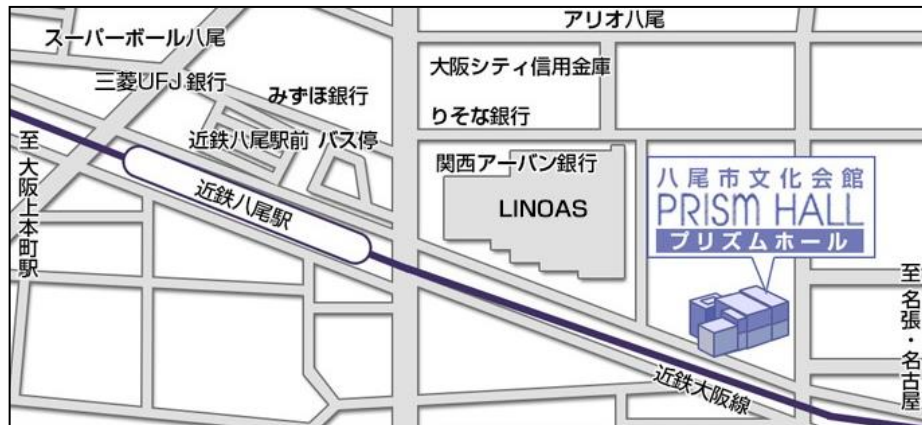 アリオ八尾
スーパーボール八尾
大阪シティ信用金庫
三菱UFJ銀行
みずほ銀行
りそな銀行
近鉄八尾駅前 バス停
関西アーバン銀行
至 大阪上本町駅
近鉄八尾駅
LINOAS
八尾市文化会館
PRISM HALL
プリズムホール
至 名張・名古屋
近鉄大阪線